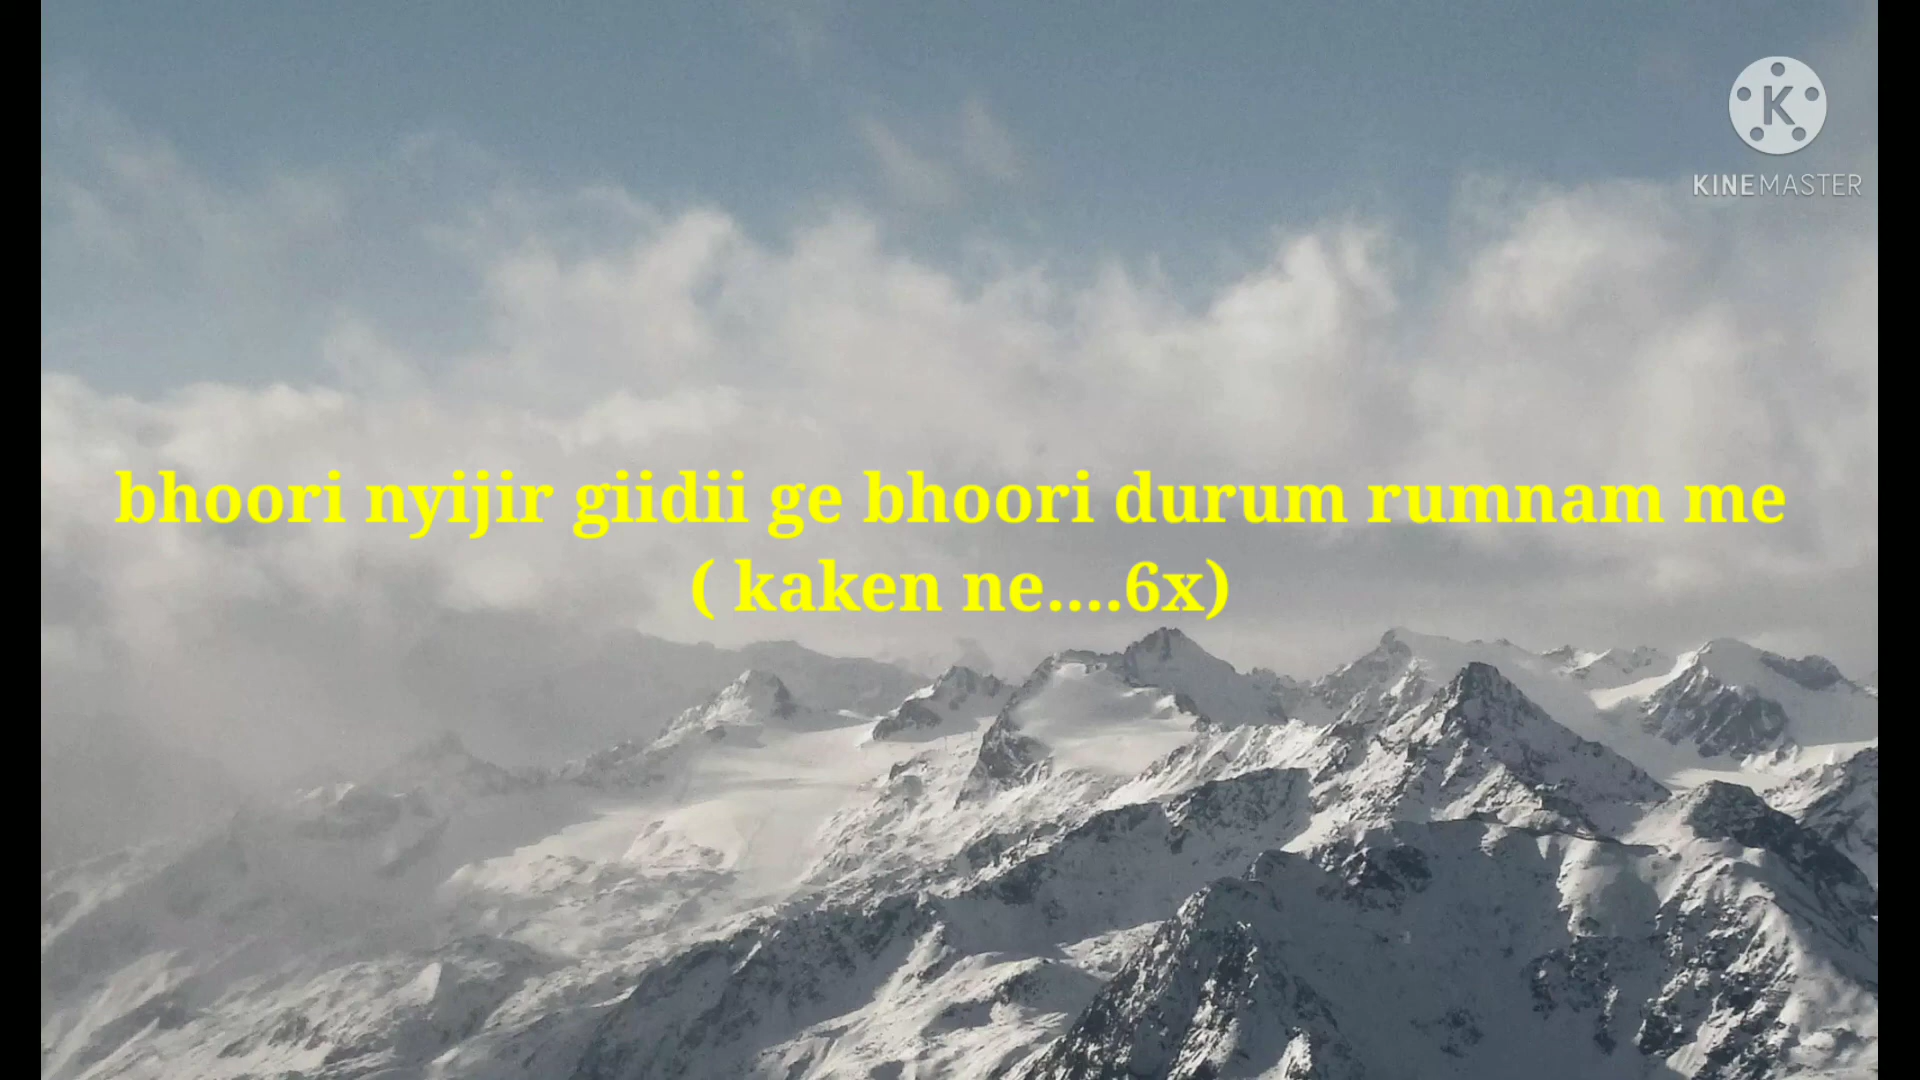 K
KINEMASTER
bhoori nyijir giidii ge bhoori durum rumnam me
( kaken ne....6x)